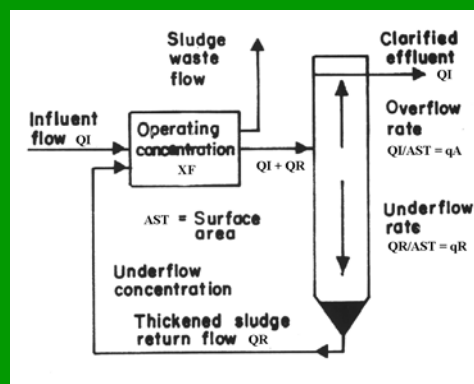 Sludge
waste
flow
Clarified
effluent
QI
Influent
flow QI
Operating
concentration
XF
QI + QR
Overflow
rate
QI/AST = qA
AST = Surface
area
Underflow
rate
QR/AST = qR
Underflow
concentration
Thickened sludge
return flow QR